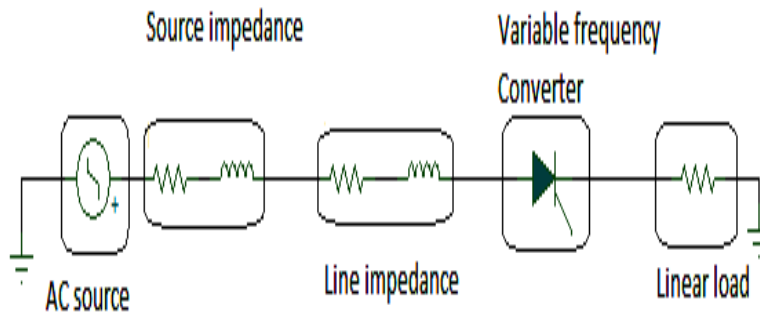 Source impedance
Variable frequency
Converter
+
AC source
Line impedance
Linear load